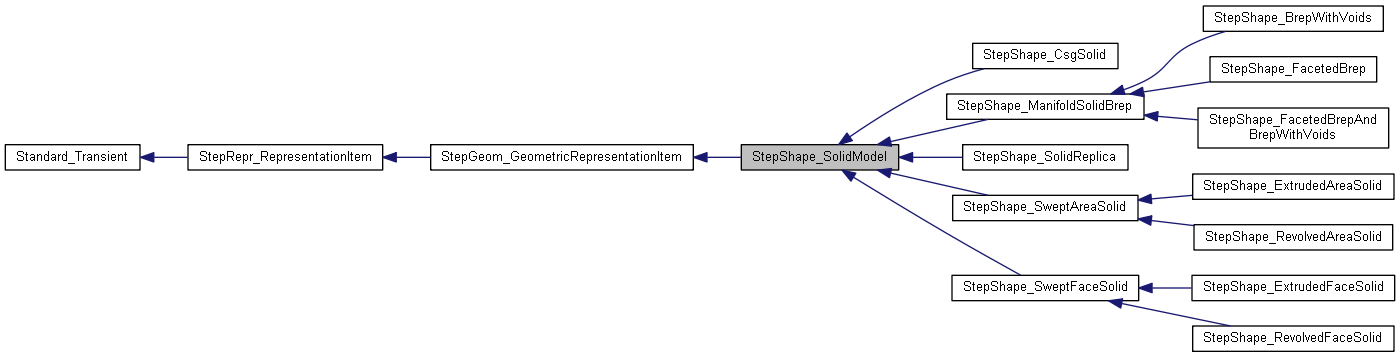 StepShape_BrepWithVoids
StepShape_CsgSolid
StepShape_FacetedBrep
StepShape_ManifoldSolidBrep
StepShape_FacetedBrepAnd
BrepWithVoids
Standard_Transient
StepRepr_RepresentationItem
StepGeom_GeometricRepresentationItem
StepShape_SolidModel
StepShape_SolidReplica
StepShape_ExtrudedAreaSolid
StepShape_SweptAreaSolid
StepShape_RevolvedAreaSolid
StepShape_SweptFaceSolid
StepShape_ExtrudedFaceSolid
StepShape_RevolvedFaceSolid